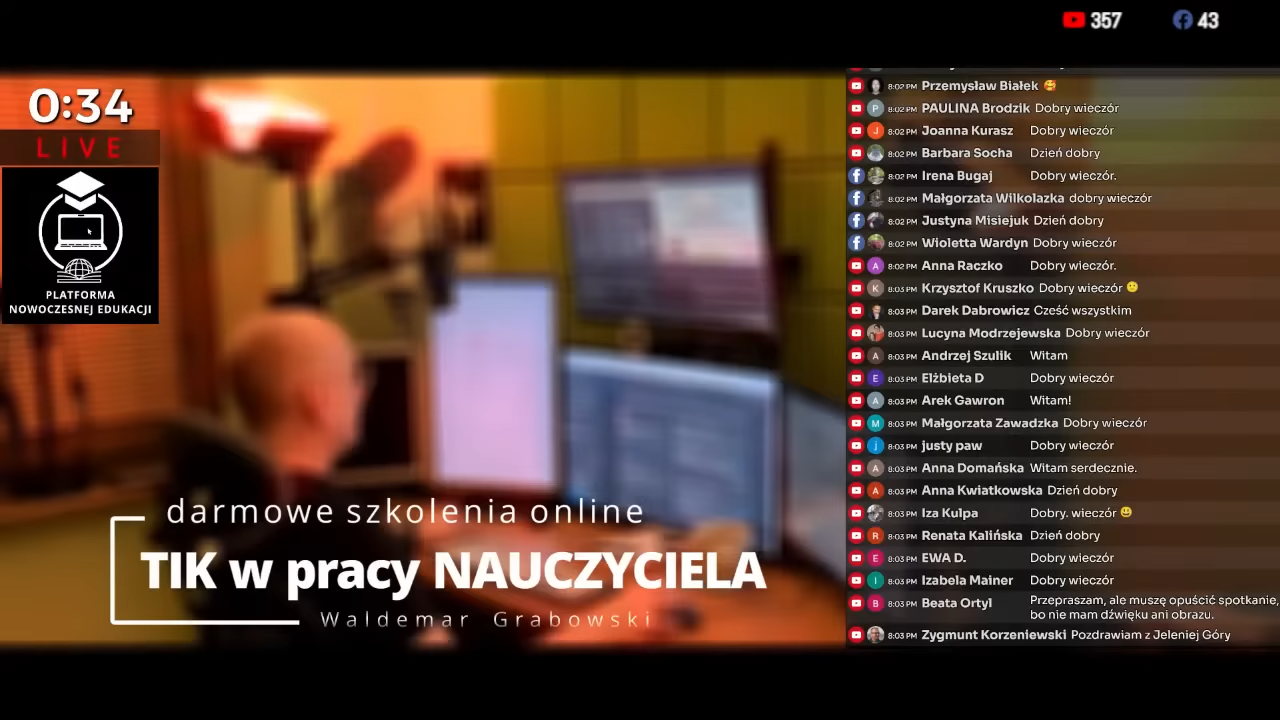 357
43
0:34
LIVE
PLATFORMA
NOWOCZESNEJ EDUKACJI
darmowe szkolenia online
TIK w pracy NAUCZYCIELA
Waldemar Grabowski
8:02 PM Przemysław Białek 🥰
P 8:02 PM PAULINA Brodzik Dobry wieczór
J 8:02 PM Joanna Kurasz Dobry wieczór
8:02 PM Barbara Socha Dzień dobry
8:02 PM Irena Bugaj Dobry wieczór.
8:02 PM Małgorzata Wilkolazka dobry wieczór
8:02 PM Justyna Misiejuk Dzień dobry
8:02 PM Wioletta Wardyn Dobry wieczór
A 8:02 PM Anna Raczko Dobry wieczór.
K 8:03 PM Krzysztof Kruszko Dobry wieczór 🙂
8:03 PM Darek Dabrowicz Cześć wszystkim
8:03 PM Lucyna Modrzejewska Dobry wieczór
A 8:03 PM Andrzej Szulik Witam
E 8:03 PM Elżbieta D Dobry wieczór
A 8:03 PM Arek Gawron Witam!
M 8:03 PM Małgorzata Zawadzka Dobry wieczór
j 8:03 PM justy paw Dobry wieczór
A 8:03 PM Anna Domańska Witam serdecznie.
A 8:03 PM Anna Kwiatkowska Dzień dobry
8:03 PM Iza Kulpa Dobry. wieczór 😃
R 8:03 PM Renata Kalińska Dzień dobry
E 8:03 PM EWA D. Dobry wieczór
I 8:03 PM Izabela Mainer Dobry wieczór
B 8:03 PM Beata Ortyl Przepraszam, ale muszę opuścić spotkanie,
bo nie mam dźwięku ani obrazu.
8:03 PM Zygmunt Korzeniewski Pozdrawiam z Jeleniej Góry